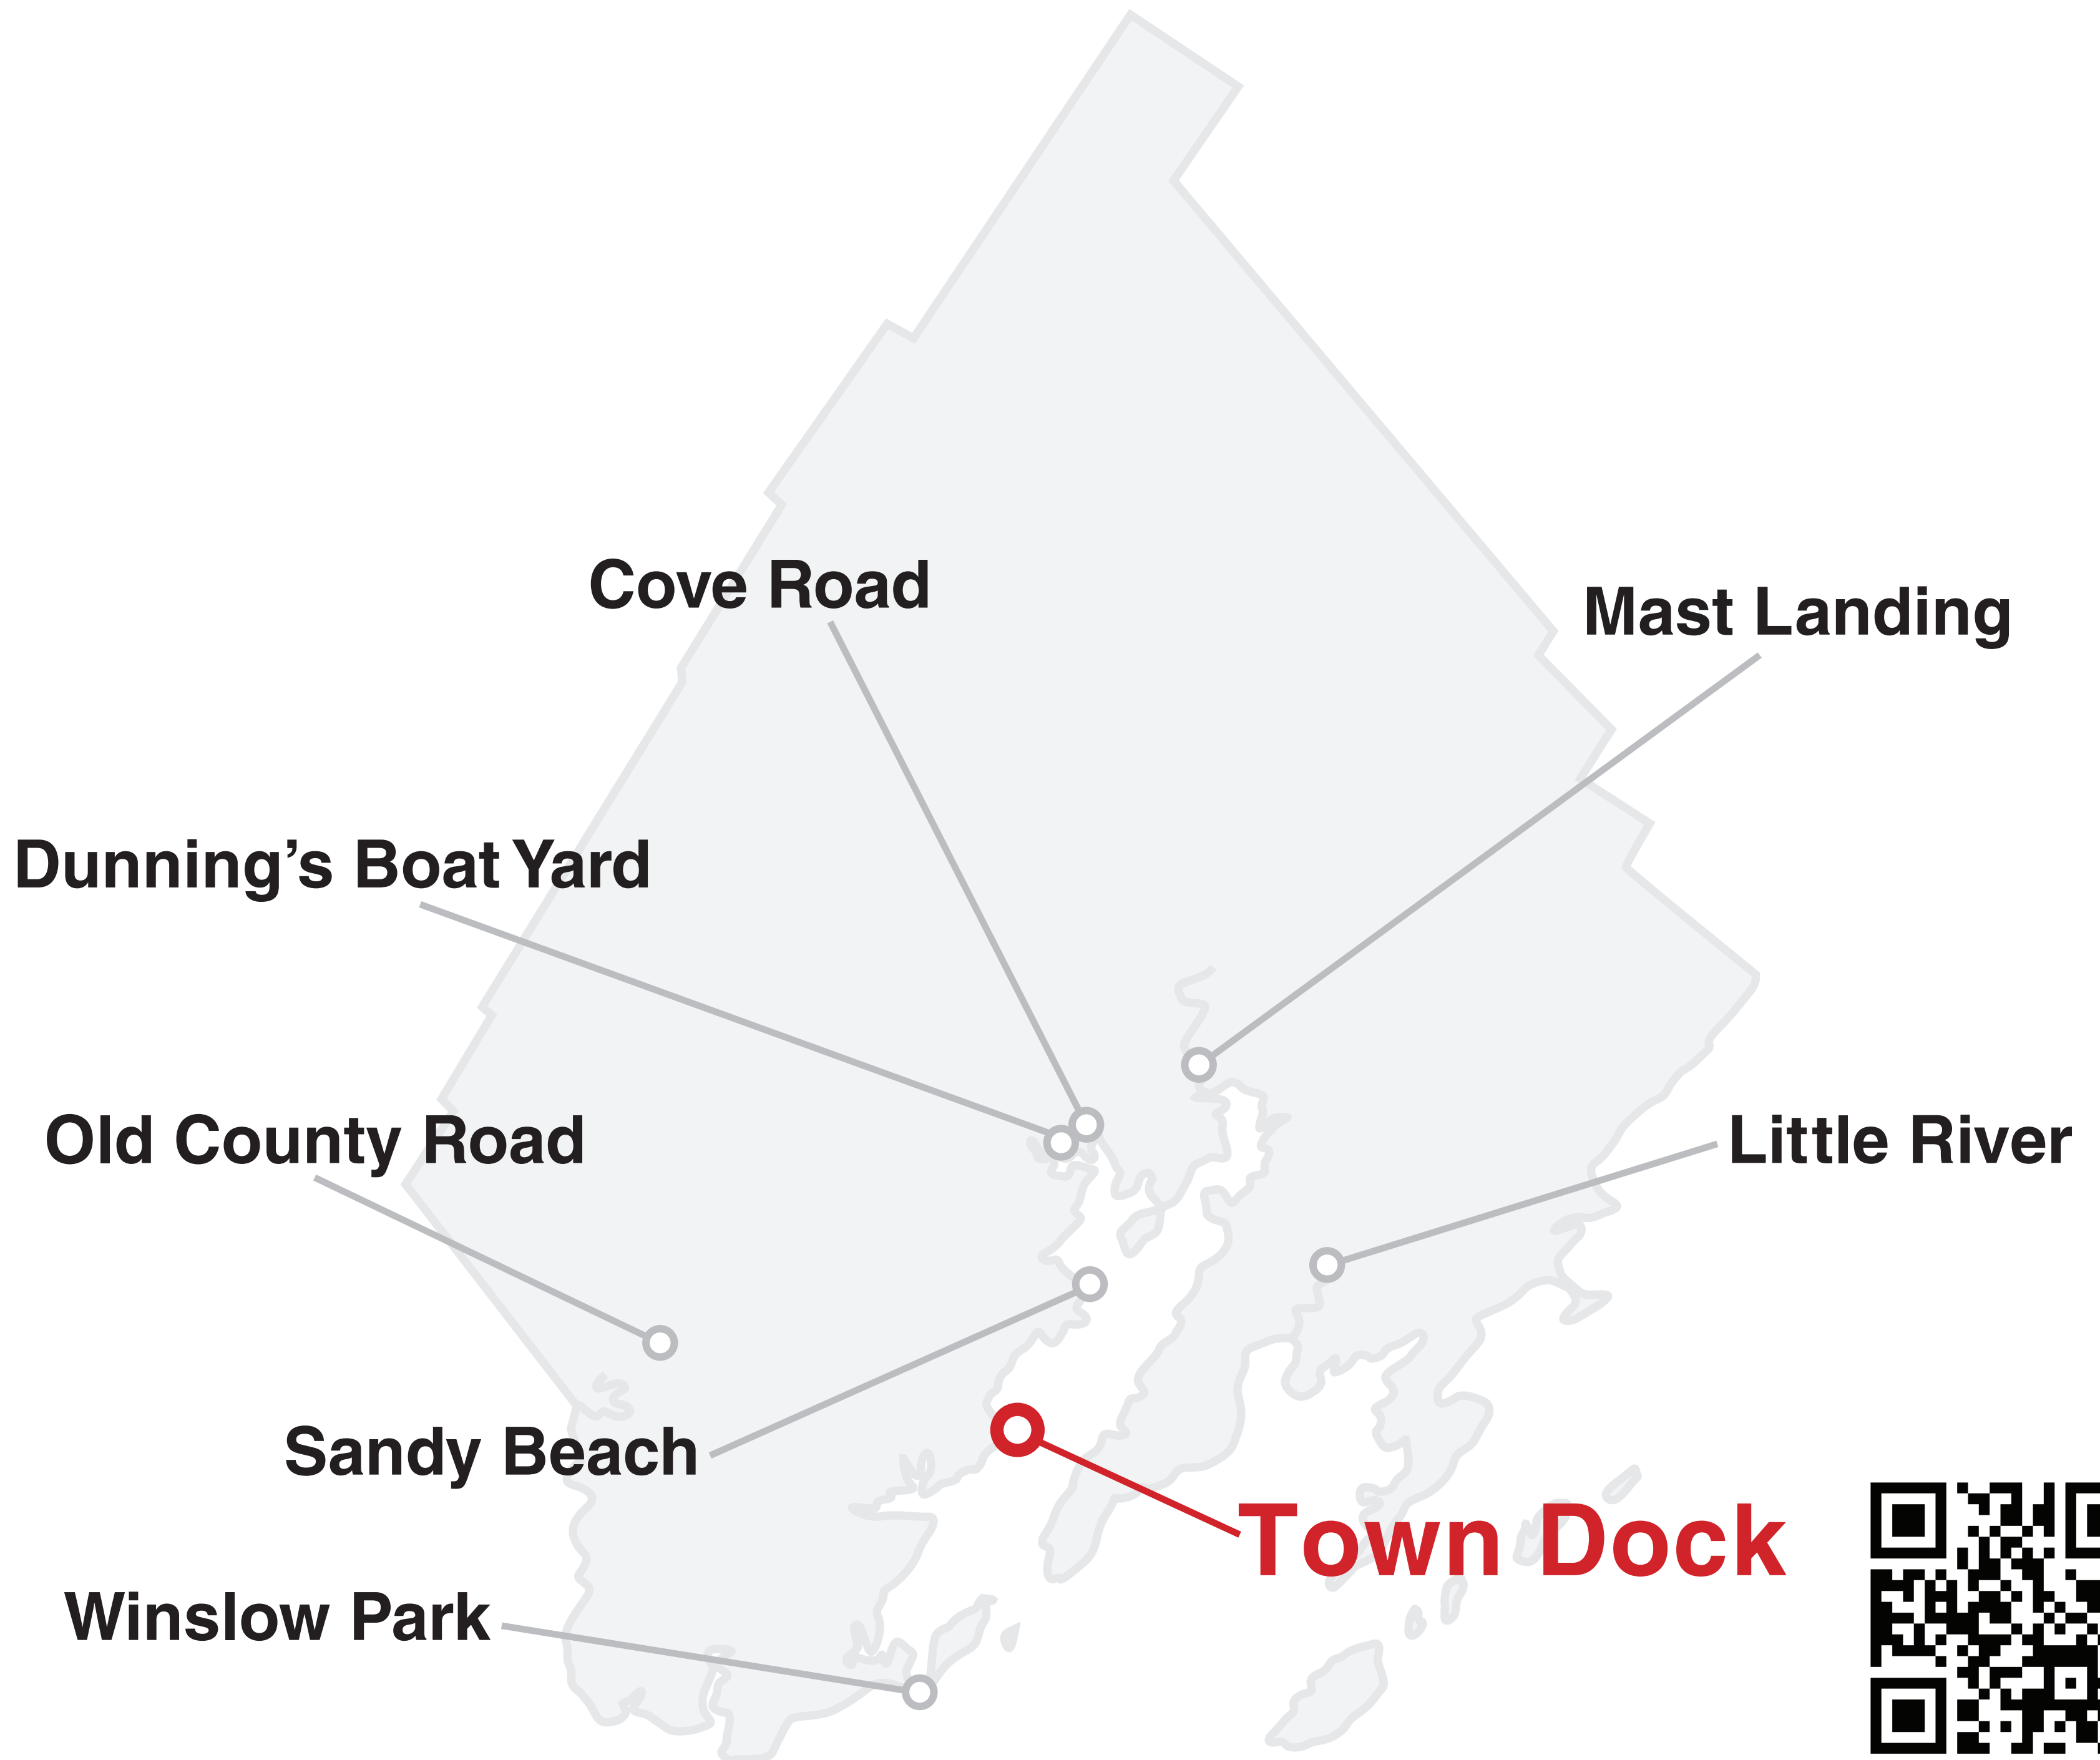 Cove Road
Mast Landing
Dunning’s Boat Yard
Old County Road
Little River
Sandy Beach
Town Dock
Winslow Park